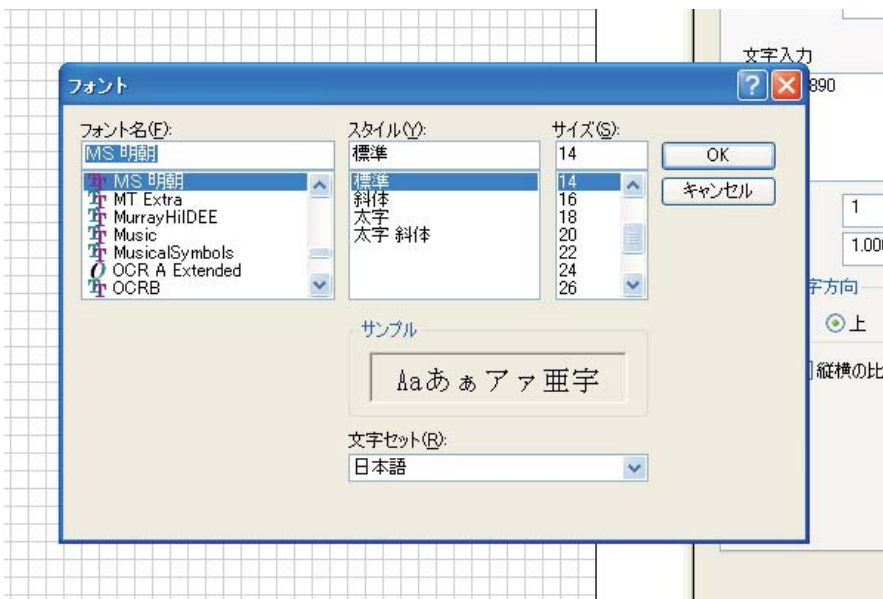 文字入力
フォント
890
フォント名(F):
スタイル(Y):
サイズ(S):
MS 明朝
標準
14
OK
MS 明朝
標準
14
キャンセル
MT Extra
斜体
16
MurrayHilDEE
太字
18
Music
太字 斜体
20
MusicalSymbols
22
OCR A Extended
24
OCRB
26
1
1.00
字方向
上
サンプル
Aaあぁアァ亜宇
縦横の比
文字セット(R):
日本語